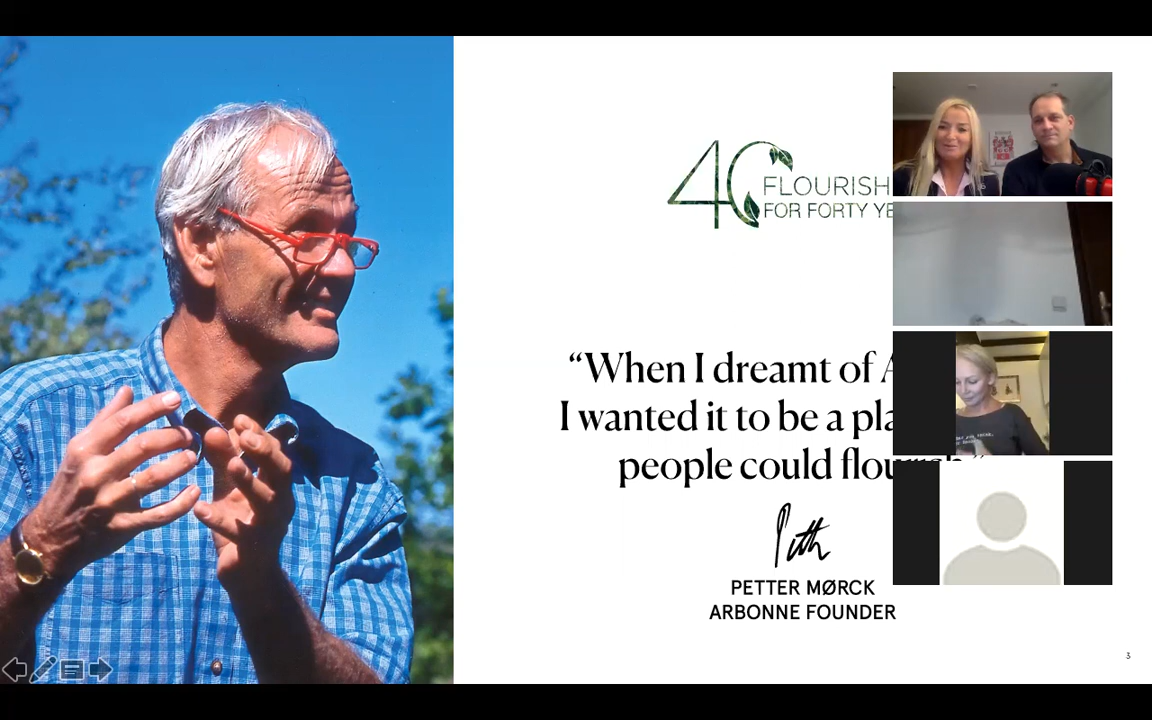 40 FLOURISH
FOR FORTY YE
“When I dreamt of A
I wanted it to be a pla
people could flourish”
PETTER MØRCK
ARBONNE FOUNDER
3